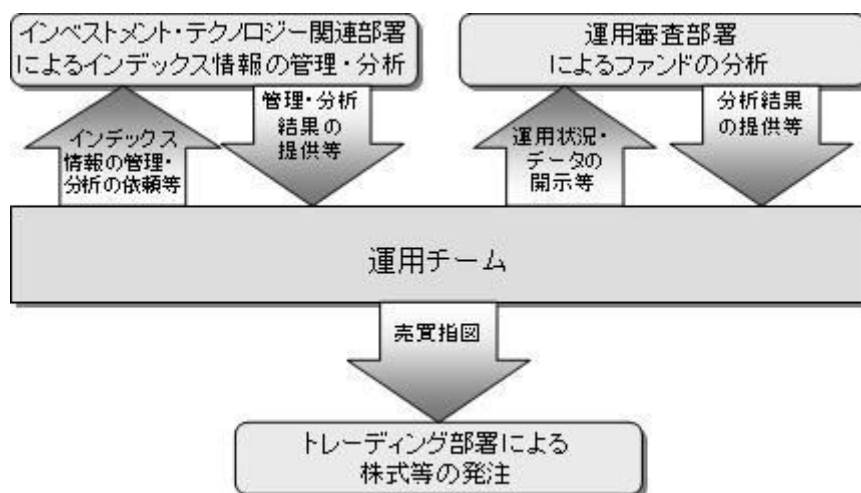 インベストメント・テクノロジー関連部署
によるインデックス情報の管理・分析
運用審査部署
によるファンドの分析
インデックス
情報の管理・
分析の依頼等
管理・分析
結果の
提供等
運用状況・
データの
開示等
分析結果
の提供等
運用チーム
売買指図
トレーディング部署による
株式等の発注